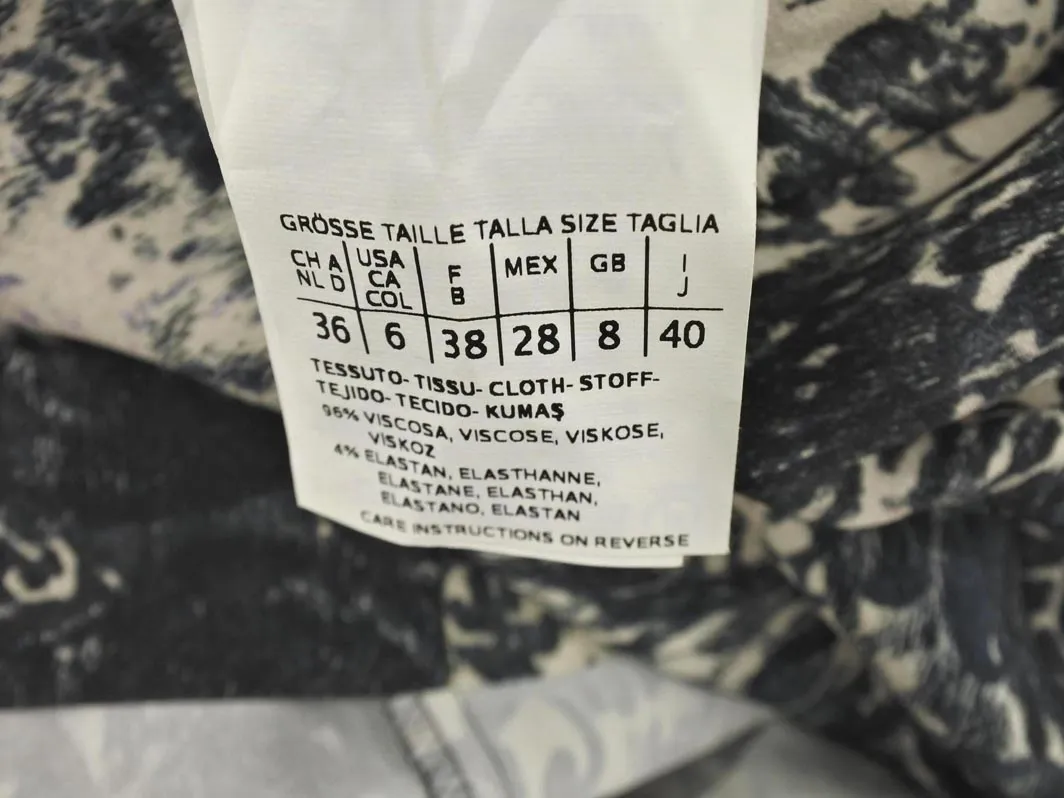 GRÖSSE TAILLE TALLA SIZE TAGLIA
CH A USA F MEX GB I
NL D CA B J
COL
36 6 38 28 8 40
TESSUTO- TISSU- CLOTH- STOFF-
TEJIDO- TECIDO- KUMAŞ
96% VISCOSA, VISCOSE, VISKOSE,
VISKOZ
4% ELASTAN, ELASTHANNE,
ELASTANE, ELASTHAN,
ELASTANO, ELASTAN
CARE INSTRUCTIONS ON REVERSE